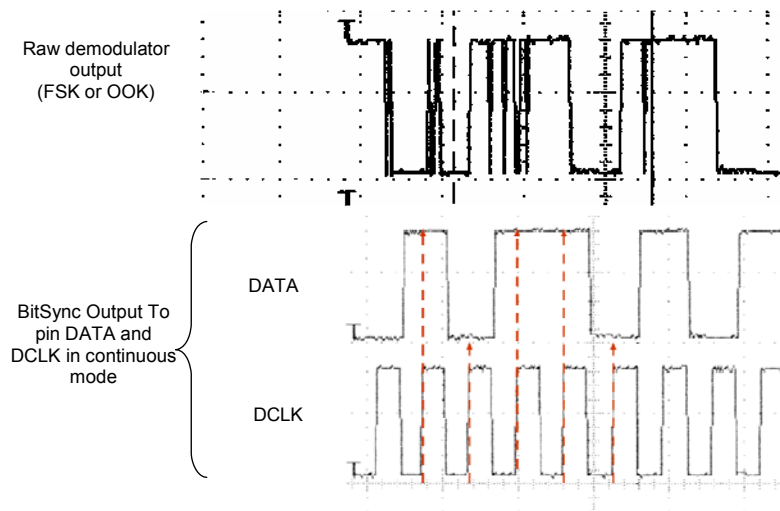 Raw demodulator
output
(FSK or OOK)
DATA
BitSync Output To
pin DATA and
DCLK in continuous
mode
DCLK